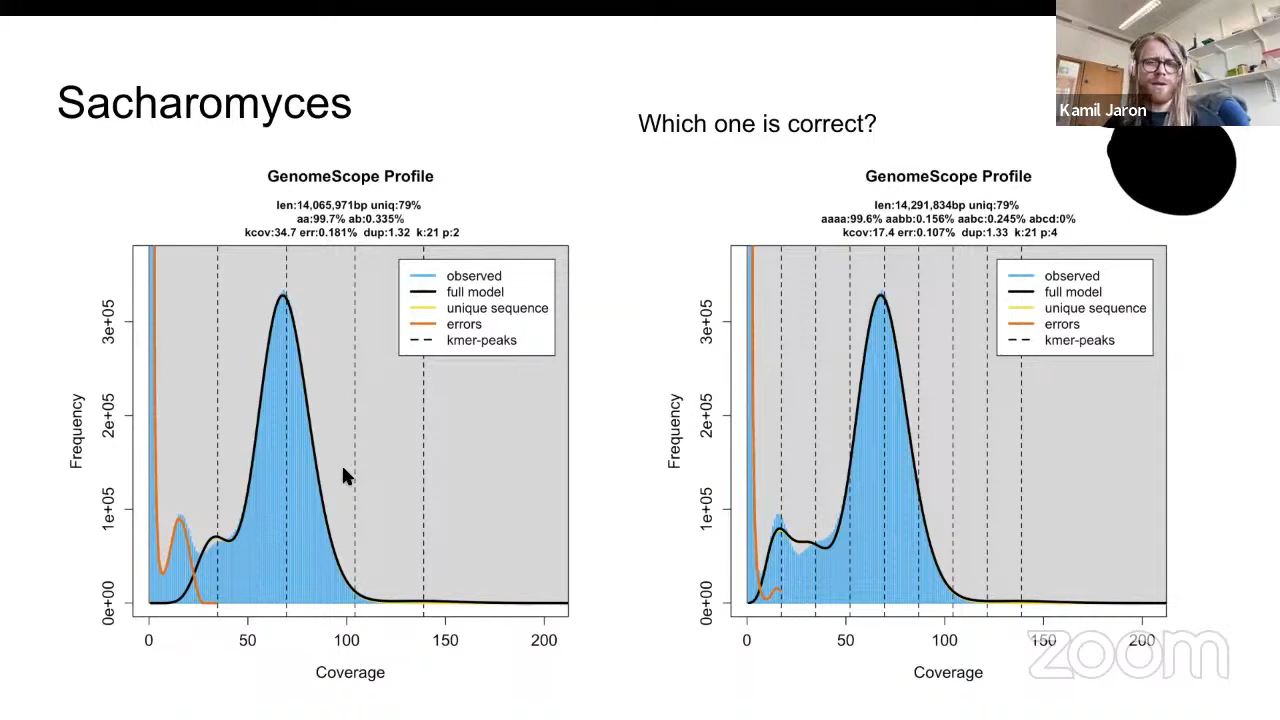 Kamil Jaron
Sacharomyces
Which one is correct?
GenomeScope Profile
len:14,065,971bp uniq:79%
aa:99.7% ab:0.335%
kcov:34.7 err:0.181% dup:1.32 k:21 p:2
observed
full model
unique sequence
errors
kmer-peaks
Frequency
0e+00
1e+05
2e+05
3e+05
0
50
100
150
200
Coverage
GenomeScope Profile
len:14,291,834bp uniq:79%
aaaa:99.6% aabb:0.156% aabc:0.245% abcd:0%
kcov:17.4 err:0.107% dup:1.33 k:21 p:4
observed
full model
unique sequence
errors
kmer-peaks
Frequency
0e+00
1e+05
2e+05
3e+05
0
50
100
150
200
Coverage
zoom